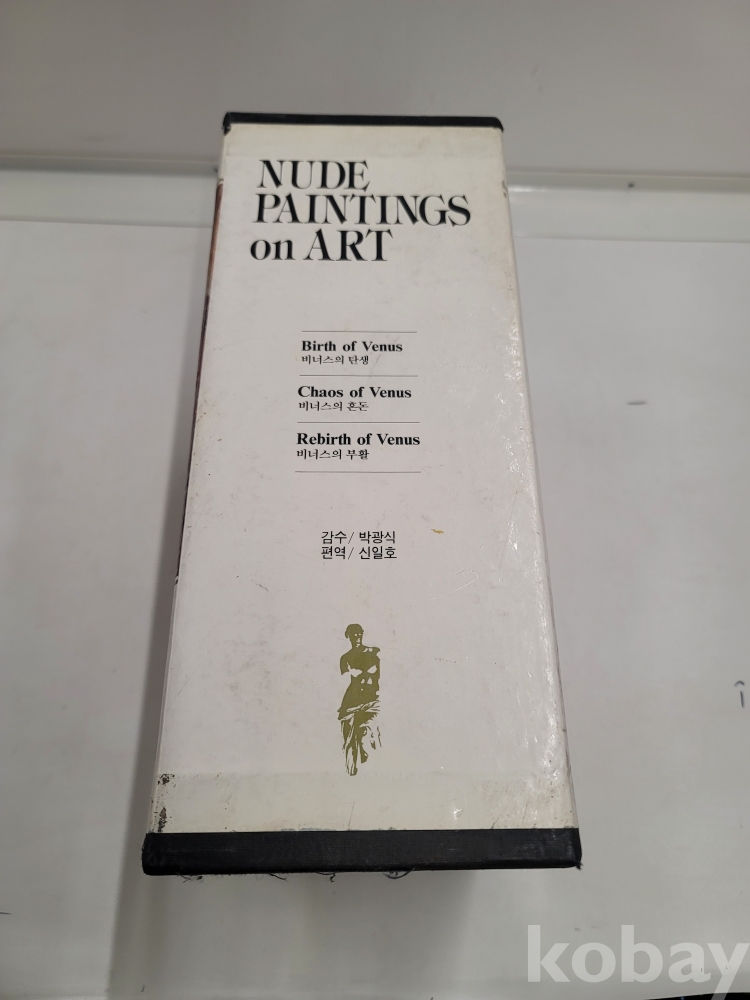 NUDE
PAINTINGS
on ART
Birth of Venus
비너스의 탄생
Chaos of Venus
비너스의 혼돈
Rebirth of Venus
비너스의 부활
감수/ 박광식
편역/ 신일호
kobay